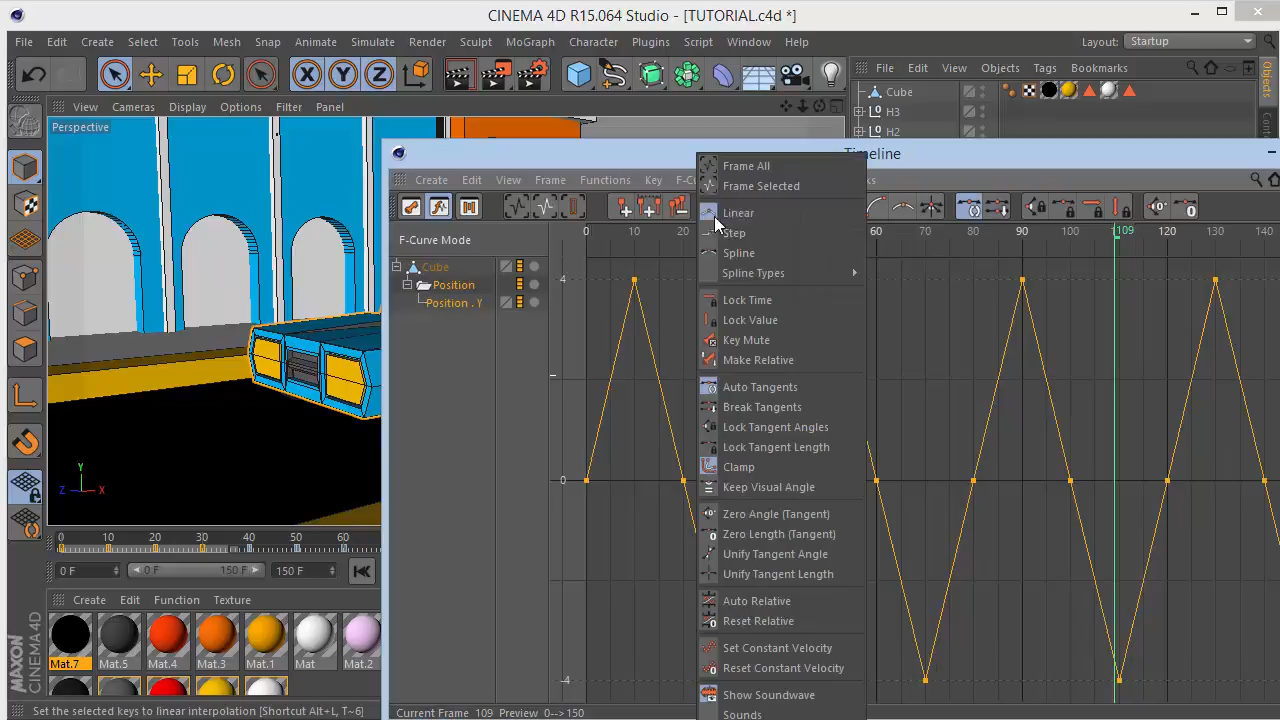 CINEMA 4D R15.064 Studio - [TUTORIAL.c4d *]
File Edit Create Select Tools Mesh Snap Animate Simulate Render Sculpt MoGraph Character Plugins Script Window Help
Layout: Startup
File Edit View Objects Tags Bookmarks
Objects
View Cameras Display Options Filter Panel
Perspective
Cube
H3
H2
Timeline
Create Edit View Frame Functions Key
F-Curve Mode
0 10 20 60 70 80 90 100 109 120 130 140
Cube
Position
Position . Y
4
0
-4
Frame All
Frame Selected
Linear
Step
Spline
Spline Types
Lock Time
Lock Value
Key Mute
Make Relative
Auto Tangents
Break Tangents
Lock Tangent Angles
Lock Tangent Length
Clamp
Keep Visual Angle
Zero Angle (Tangent)
Zero Length (Tangent)
Unify Tangent Angle
Unify Tangent Length
Auto Relative
Reset Relative
Set Constant Velocity
Reset Constant Velocity
Show Soundwave
Sounds
Y
Z X
0 10 20 30 40 50 60
0 F 0 F 150 F 150 F
Create Edit Function Texture
Mat.7 Mat.5 Mat.4 Mat.3 Mat.1 Mat Mat.2
MAXON
CINEMA 4D
Current Frame 109 Preview 0-->150
Set the selected keys to linear interpolation [Shortcut Alt+L, T~6]